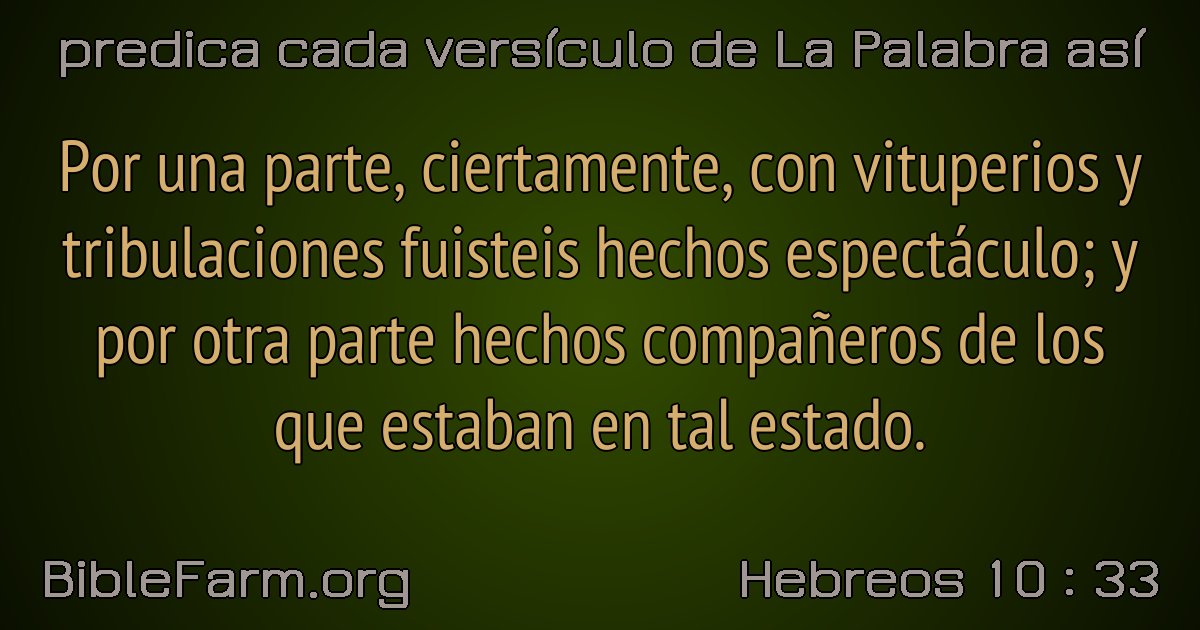 predica cada versículo de La Palabra así
Por una parte, ciertamente, con vituperios y
tribulaciones fuisteis hechos espectáculo; y
por otra parte hechos compañeros de los
que estaban en tal estado.
BibleFarm.org
Hebreos 10 : 33